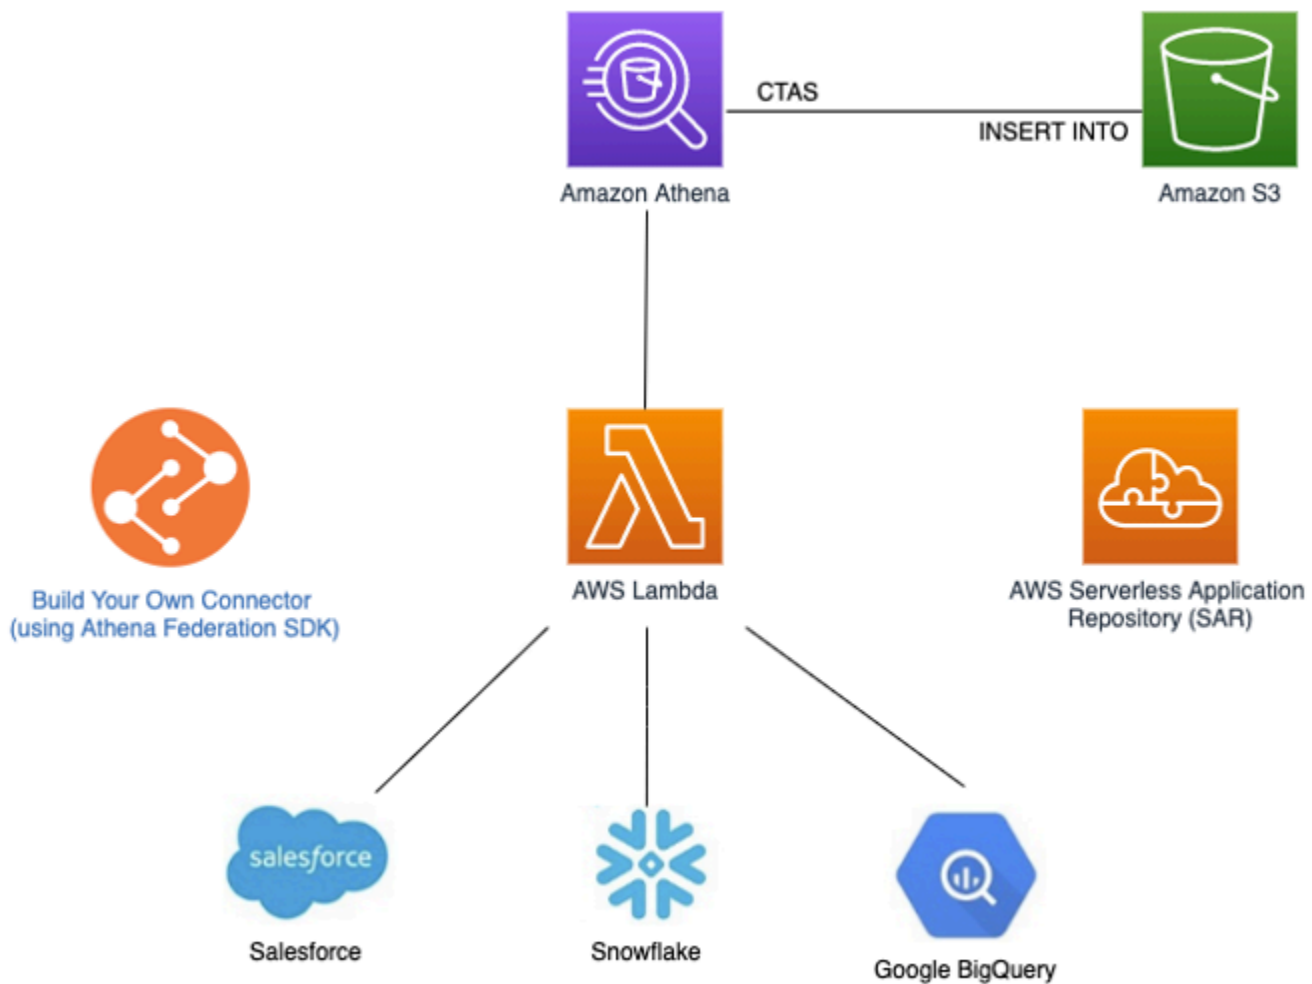 CTAS
INSERT INTO
Amazon Athena
Amazon S3
Build Your Own Connector
(using Athena Federation SDK)
AWS Lambda
AWS Serverless Application
Repository (SAR)
salesforce
Salesforce
Snowflake
Google BigQuery